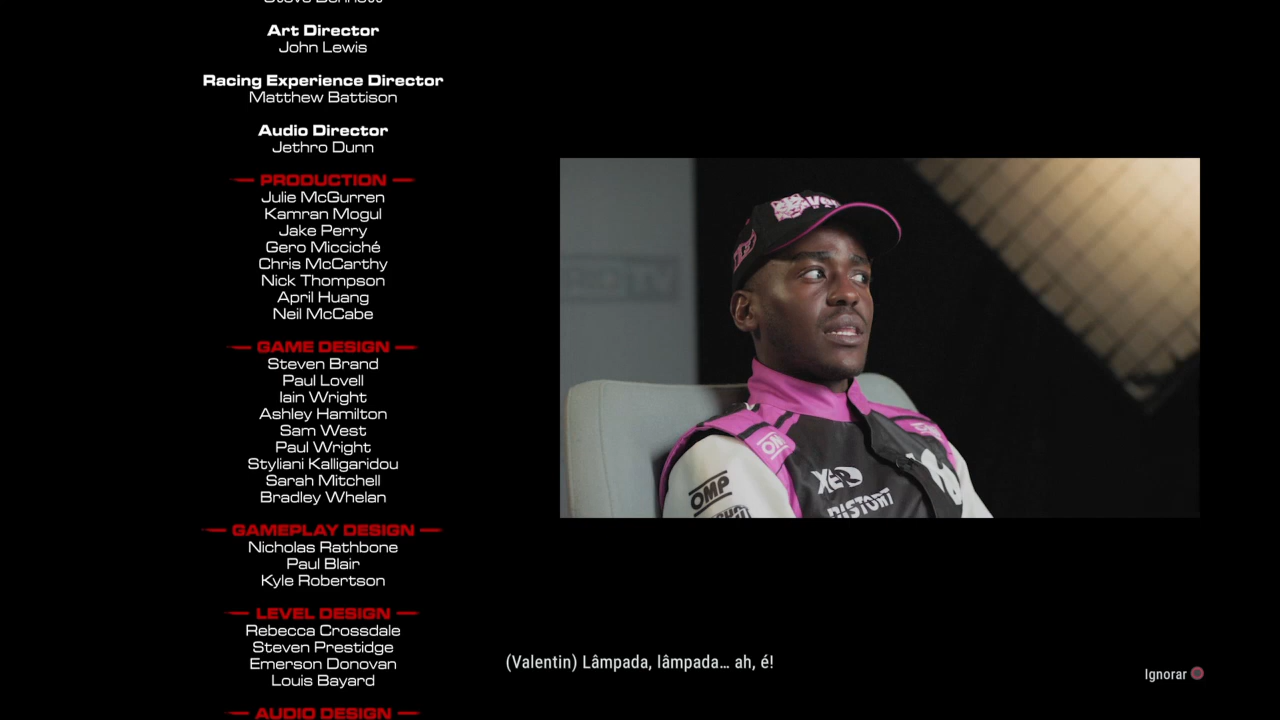 Art Director
John Lewis
Racing Experience Director
Matthew Battison
Audio Director
Jethro Dunn
PRODUCTION
Julie McGurren
Kamran Mogul
Jake Perry
Gero Micciché
Chris McCarthy
Nick Thompson
April Huang
Neil McCabe
GAME DESIGN
Steven Brand
Paul Lovell
Iain Wright
Ashley Hamilton
Sam West
Paul Wright
Styliani Kalligaridou
Sarah Mitchell
Bradley Whelan
GAMEPLAY DESIGN
Nicholas Rathbone
Paul Blair
Kyle Robertson
LEVEL DESIGN
Rebecca Crossdale
Steven Prestidge
Emerson Donovan
Louis Bayard
AUDIO DESIGN
OMP
DISTORT
(Valentin) Lâmpada, lâmpada... ah, é!
Ignorar